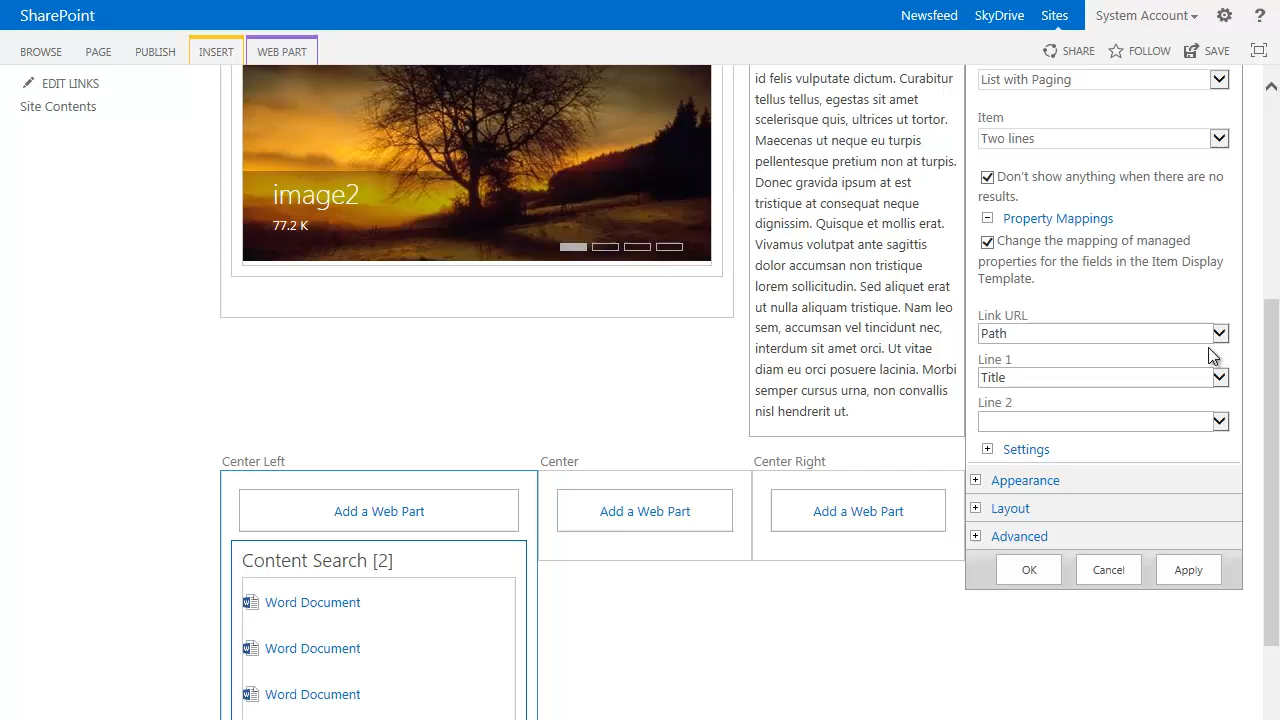 SharePoint
Newsfeed
SkyDrive
Sites
System Account
?
BROWSE
PAGE
PUBLISH
INSERT
WEB PART
SHARE
FOLLOW
SAVE
EDIT LINKS
Site Contents
image2
77.2 K
id felis vulputate dictum. Curabitur
tellus tellus, egestas sit amet
scelerisque quis, ultrices ut tortor.
Maecenas ut neque eu turpis
pellentesque pretium non at turpis.
Donec gravida ipsum at est
tristique at consequat neque
dignissim. Quisque et mollis erat.
Vivamus volutpat ante sagittis
dolor accumsan non tristique
lorem sollicitudin. Sed aliquet erat
ut nulla aliquam tristique. Nam leo
sem, accumsan vel tincidunt nec,
interdum sit amet orci. Ut vitae
diam eu orci posuere lacinia. Morbi
semper cursus urna, non convallis
nisl hendrerit ut.
List with Paging
Item
Two lines
Don't show anything when there are no
results.
Property Mappings
Change the mapping of managed
properties for the fields in the Item Display
Template.
Link URL
Path
Line 1
Title
Line 2
Settings
Appearance
Layout
Advanced
OK
Cancel
Apply
Center Left
Center
Center Right
Add a Web Part
Add a Web Part
Add a Web Part
Content Search [2]
Word Document
Word Document
Word Document